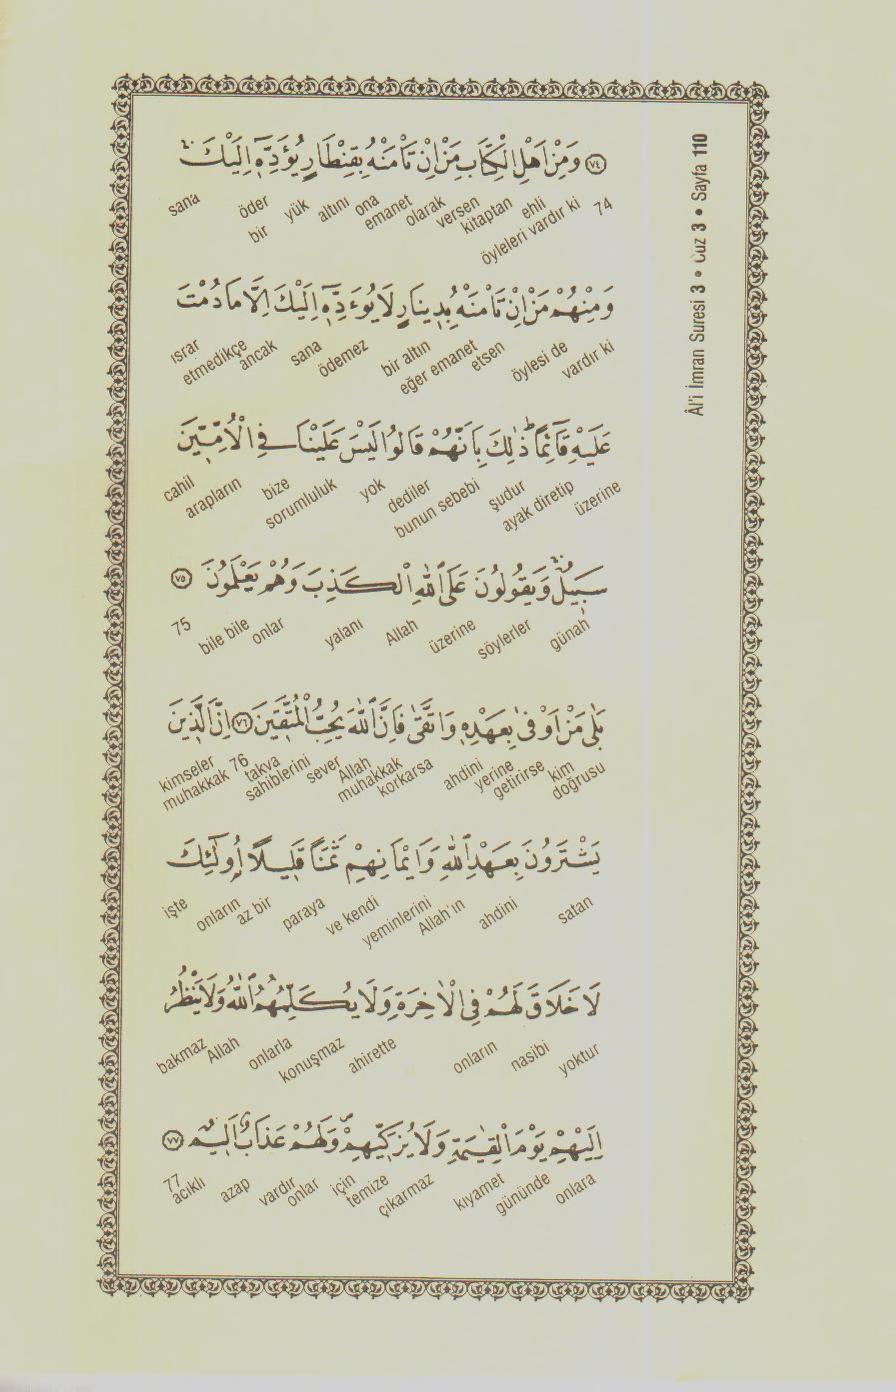 Âl'i İmran Suresi 3 • Cüz 3 • Sayfa 110
﴿٧٤﴾ وَمِنْ اَهْلِ الْكِتَابِ مَنْ اِنْ تَأْمَنْهُ بِقِنْطَارٍ يُؤَدِّهٖٓ اِلَيْكَۚ
74 öyleleri vardır ki ehli kitaptan versen olarak emanet ona altını yük bir öder sana
وَمِنْهُمْ مَنْ اِنْ تَأْمَنْهُ بِدٖينَارٍ لَا يُؤَدِّهٖٓ اِلَيْكَ اِلَّا مَا دُمْتَ
vardır ki öylesi de etsen eğer emanet bir altın ödemez sana ancak etmedikçe ısrar
عَلَيْهِ قَٓائِمًاۜ ذٰلِكَ بِاَنَّهُمْ قَالُوا لَيْسَ عَلَيْنَا فِي الْاُمِّيّٖنَ
üzerine ayak diretip şudur bunun sebebi dediler yok sorumluluk bize arapların cahil
سَبٖيلٌۚ وَيَقُولُونَ عَلَى اللّٰهِ الْكَذِبَ وَهُمْ يَعْلَمُونَ ﴿٧٥﴾
günah söylerler üzerine Allah yalanı onlar bile bile 75
بَلٰى مَنْ اَوْفٰى بِعَهْدِهٖ وَاتَّقٰى فَاِنَّ اللّٰهَ يُحِبُّ الْمُتَّقٖينَ ﴿٧٦﴾ اِنَّ الَّذٖينَ
doğrusu kim getirirse yerine ahdini korkarsa muhakkak Allah sever sahiblerini takva 76 muhakkak kimseler
يَشْتَرُونَ بِعَهْدِ اللّٰهِ وَاَيْمَانِهِمْ ثَمَنًا قَلٖيلًا اُو۬لٰٓئِكَ
satan ahdini Allah'ın yeminlerini ve kendi paraya az bir onların işte
لَا خَلَاقَ لَهُمْ فِي الْاٰخِرَةِ وَلَا يُكَلِّمُهُمُ اللّٰهُ وَلَا يَنْظُرُ
yoktur nasibi onların ahirette konuşmaz onlarla Allah bakmaz
اِلَيْهِمْ يَوْمَ الْقِيٰمَةِ وَلَا يُزَكّٖيهِمْۖ وَلَهُمْ عَذَابٌ اَلٖيمٌ ﴿٧٧﴾
onlara gününde kıyamet çıkarmaz temize için onlar vardır azap acıklı 77